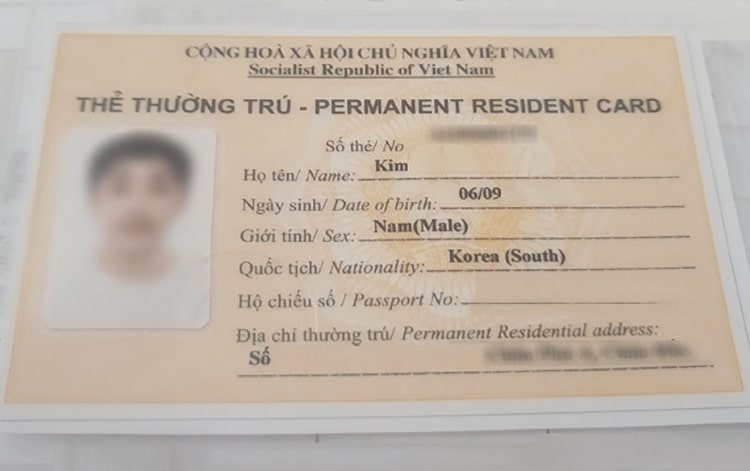 CỘNG HOÀ XÃ HỘI CHỦ NGHĨA VIỆT NAM
Socialist Republic of Viet Nam
THẺ THƯỜNG TRÚ - PERMANENT RESIDENT CARD
Số thẻ/ No
Họ tên/ Name: Kim
Ngày sinh/ Date of birth: 06/09
Giới tính/ Sex: Nam(Male)
Quốc tịch/ Nationality: Korea (South)
Hộ chiếu số / Passport No:
Địa chỉ thường trú/ Permanent Residential address:
Số